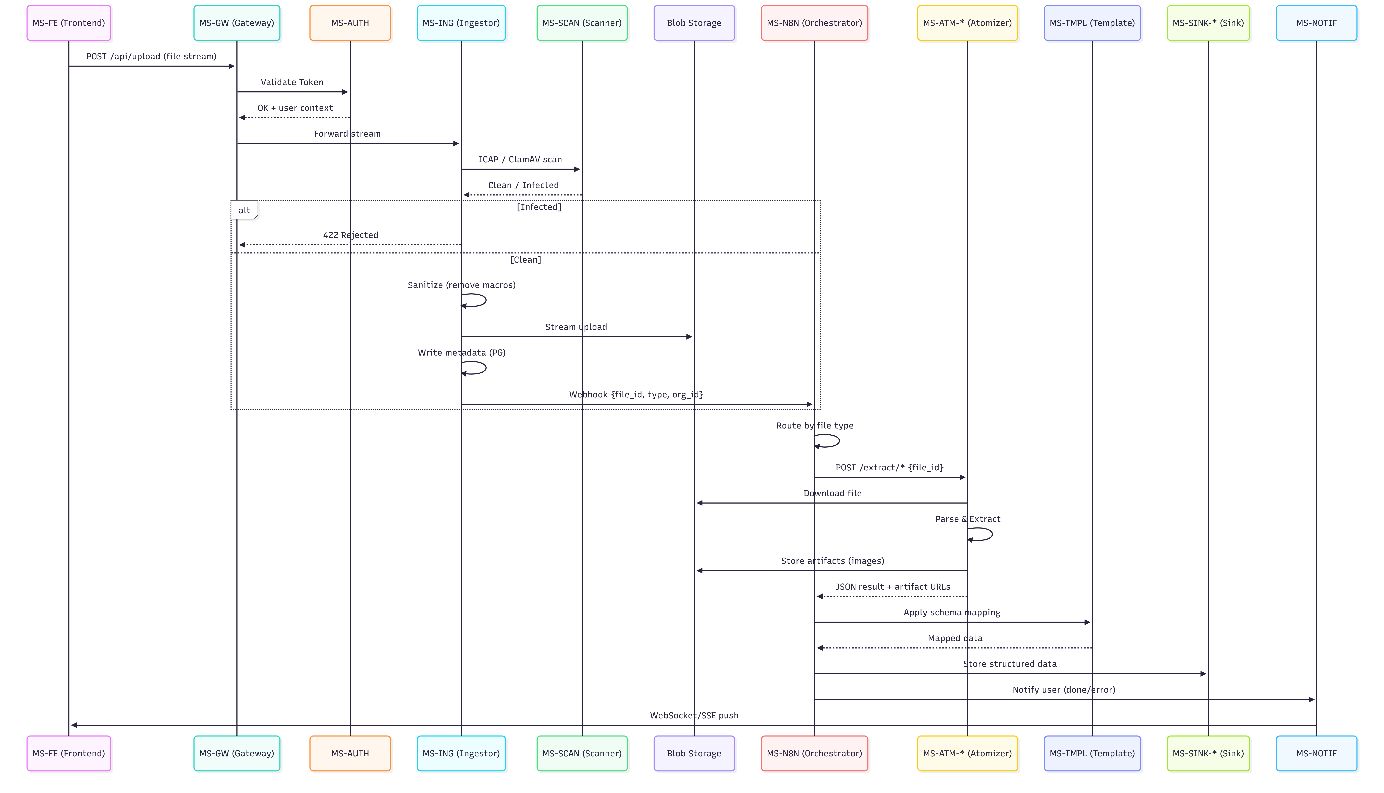 MS-FE (Frontend)
MS-GW (Gateway)
MS-AUTH
MS-ING (Ingestor)
MS-SCAN (Scanner)
Blob Storage
MS-N8N (Orchestrator)
MS-ATM-* (Atomizer)
MS-TMPL (Template)
MS-SINK-* (Sink)
MS-NOTIF
POST /api/upload (file stream)
Validate Token
OK + user context
Forward stream
ICAP / ClamAV scan
Clean / Infected
alt
[Infected]
422 Rejected
[Clean]
Sanitize (remove macros)
Stream upload
Write metadata (PG)
Webhook {file_id, type, org_id}
Route by file type
POST /extract/* {file_id}
Download file
Parse & Extract
Store artifacts (images)
JSON result + artifact URLs
Apply schema mapping
Mapped data
Store structured data
Notify user (done/error)
WebSocket/SSE push
MS-FE (Frontend)
MS-GW (Gateway)
MS-AUTH
MS-ING (Ingestor)
MS-SCAN (Scanner)
Blob Storage
MS-N8N (Orchestrator)
MS-ATM-* (Atomizer)
MS-TMPL (Template)
MS-SINK-* (Sink)
MS-NOTIF